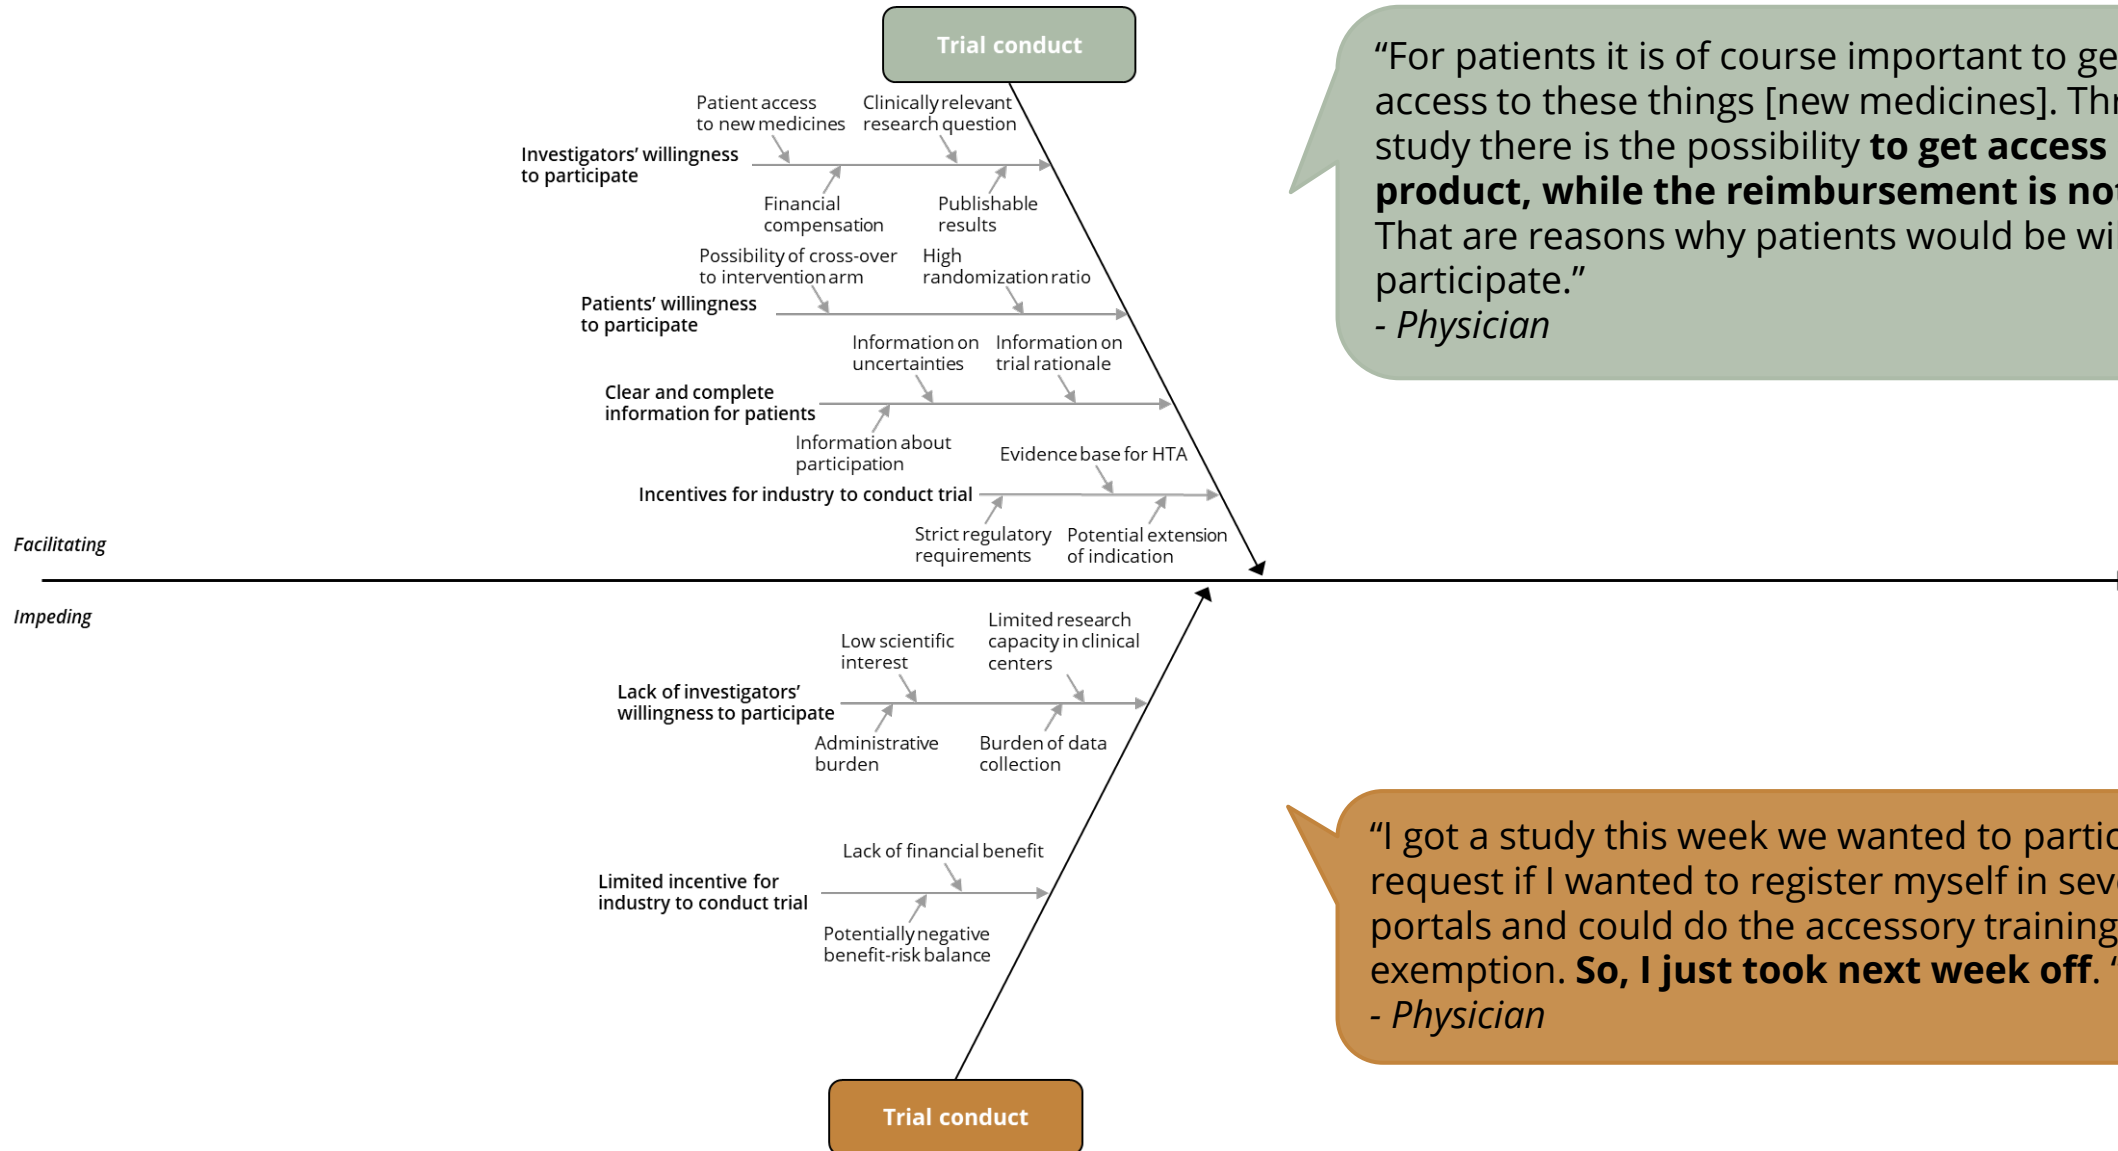 Trial conduct
Patient access
to new medicines
Clinically relevant
research question
Investigators’ willingness
to participate
Financial
compensation
Publishable
results
Possibility of cross-over
to intervention arm
High
randomization ratio
Patients’ willingness
to participate
Information on
uncertainties
Information on
trial rationale
Clear and complete
information for patients
Information about
participation
Evidence base for HTA
Incentives for industry to conduct trial
Strict regulatory
requirements
Potential extension
of indication
Facilitating
Impeding
Low scientific
interest
Limited research
capacity in clinical
centers
Lack of investigators’
willingness to participate
Administrative
burden
Burden of data
collection
Lack of financial benefit
Limited incentive for
industry to conduct trial
Potentially negative
benefit-risk balance
Trial conduct
“For patients it is of course important to
access to these things [new medicines].
study there is the possibility to get access
product, while the reimbursement is
That are reasons why patients would be
participate.”
- Physician
“I got a study this week we wanted to
request if I wanted to register myself in
portals and could do the accessory training
exemption. So, I just took next week off. “
- Physician